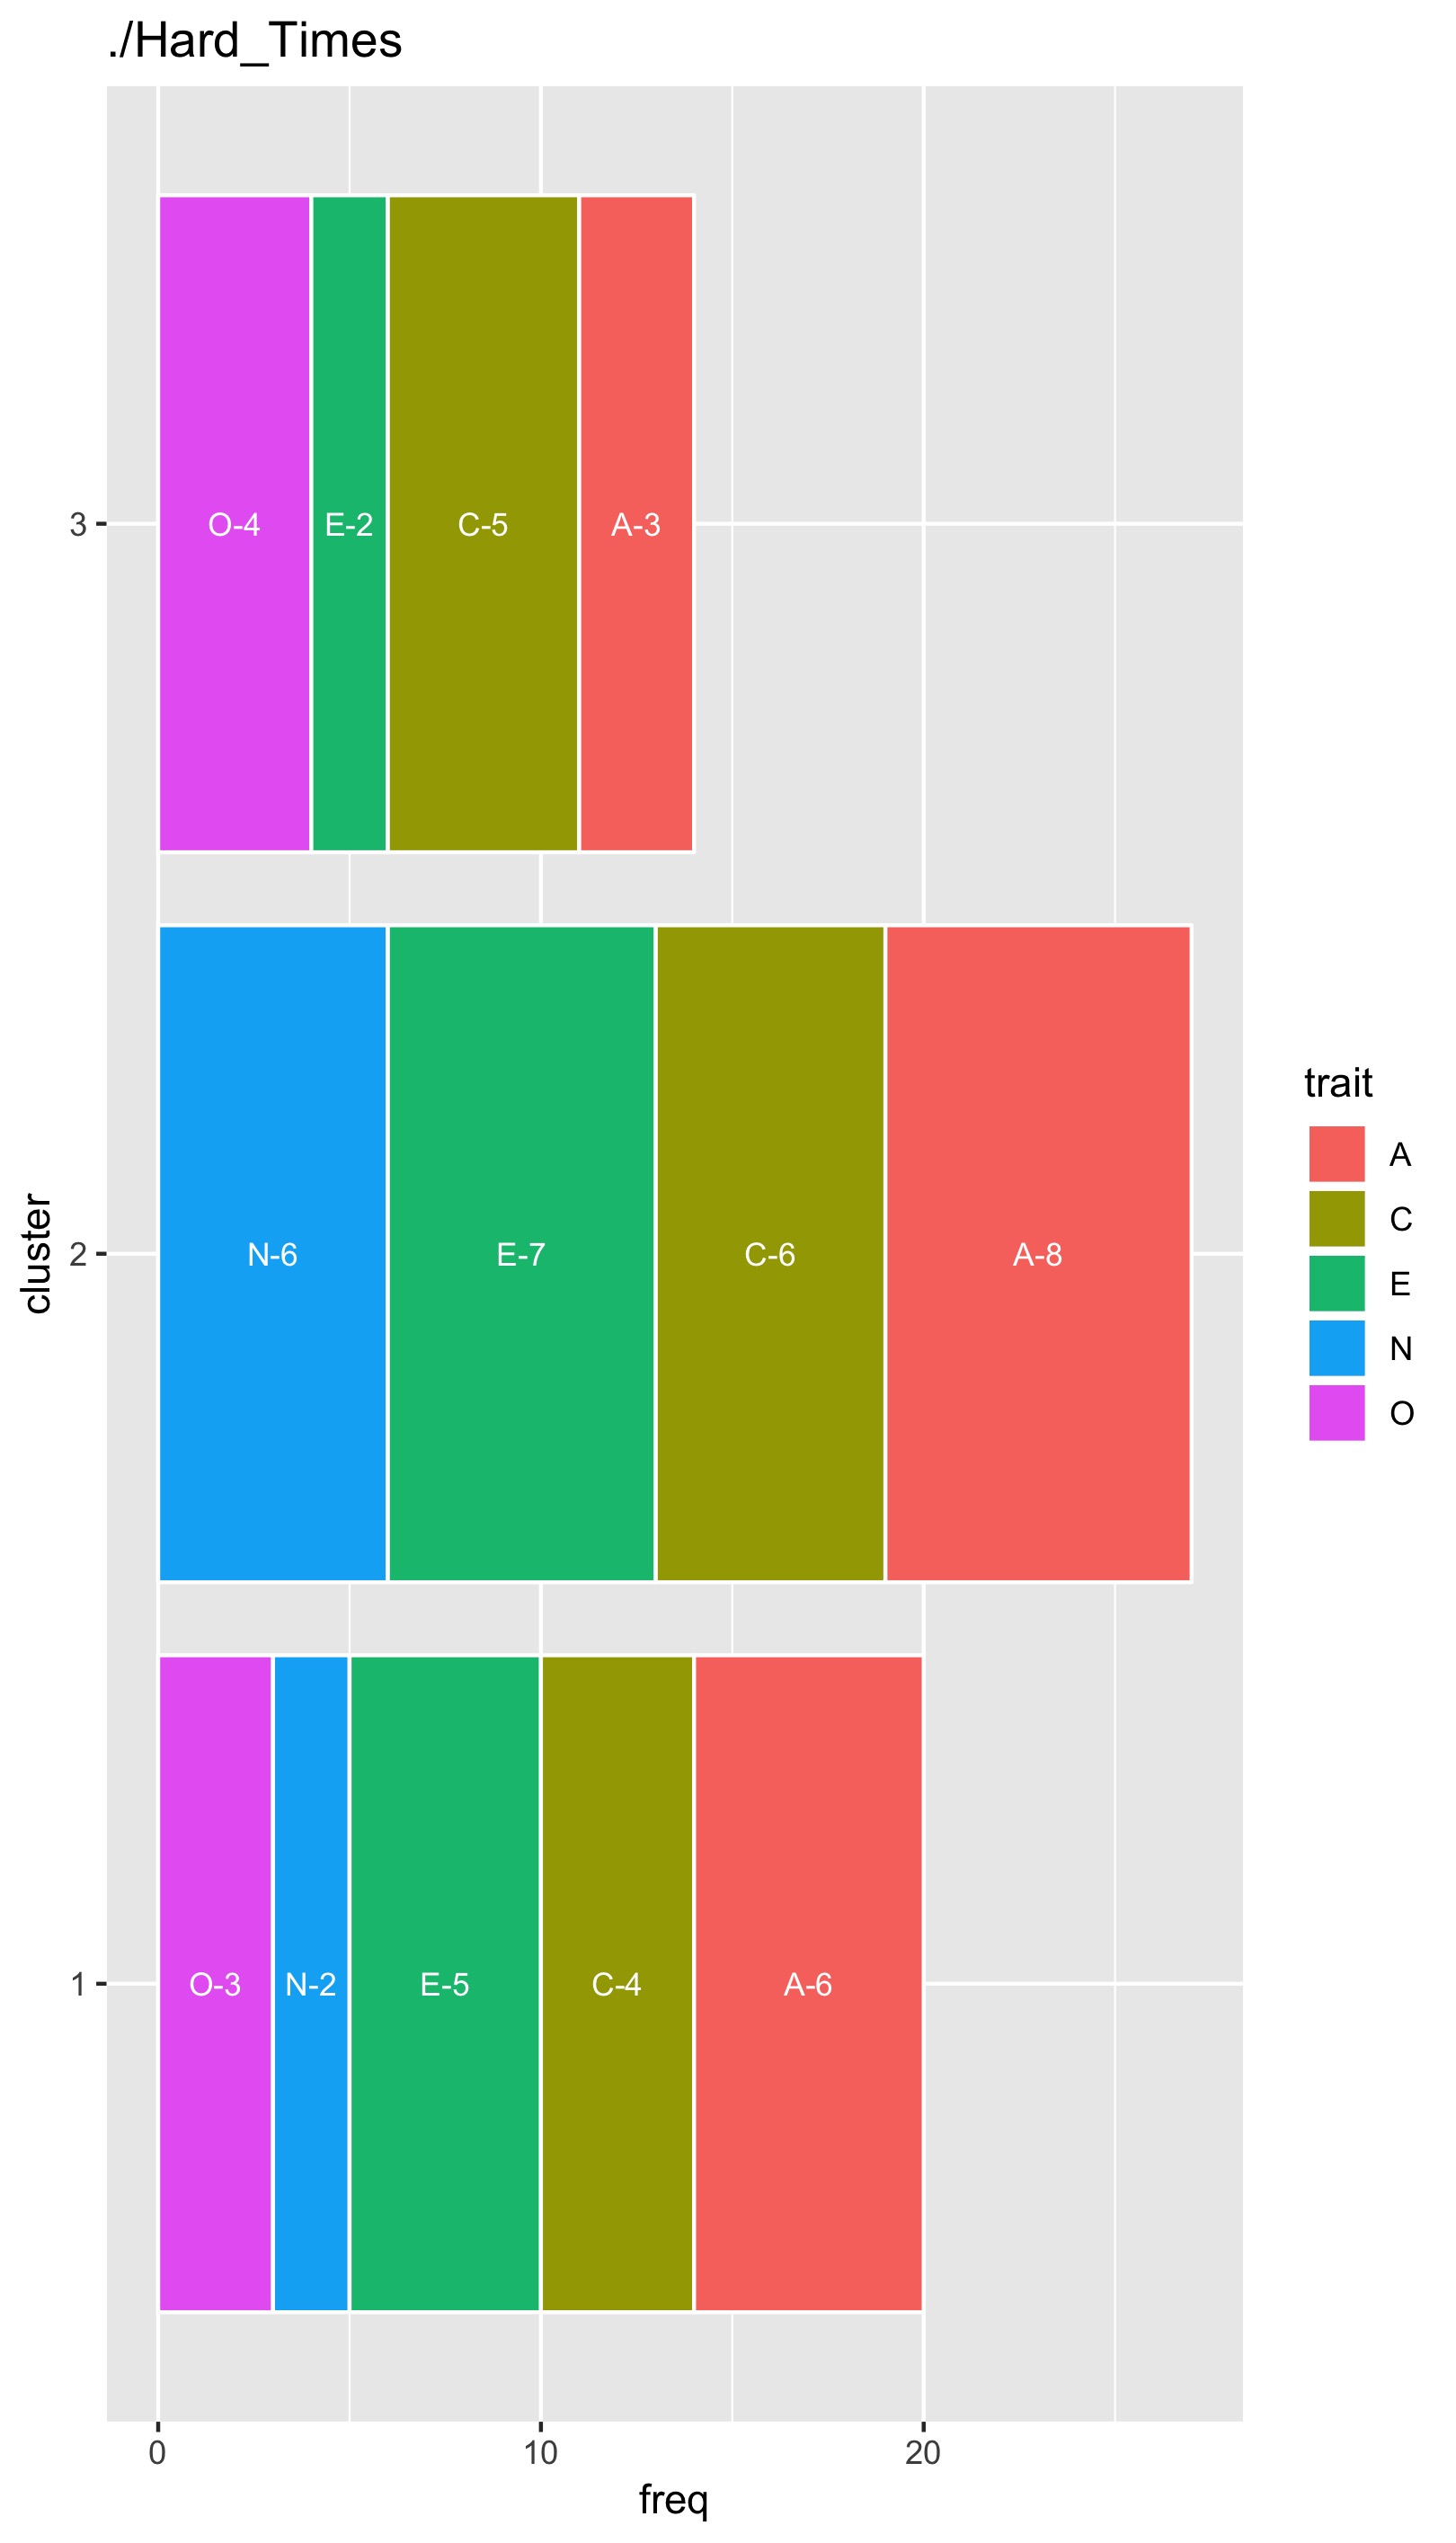 ./Hard_Times
3
O-4 E-2 C-5 A-3
cluster
2
N-6 E-7 C-6 A-8
1
O-3 N-2 E-5 C-4 A-6
0 10 20
freq
trait
A
C
E
N
O